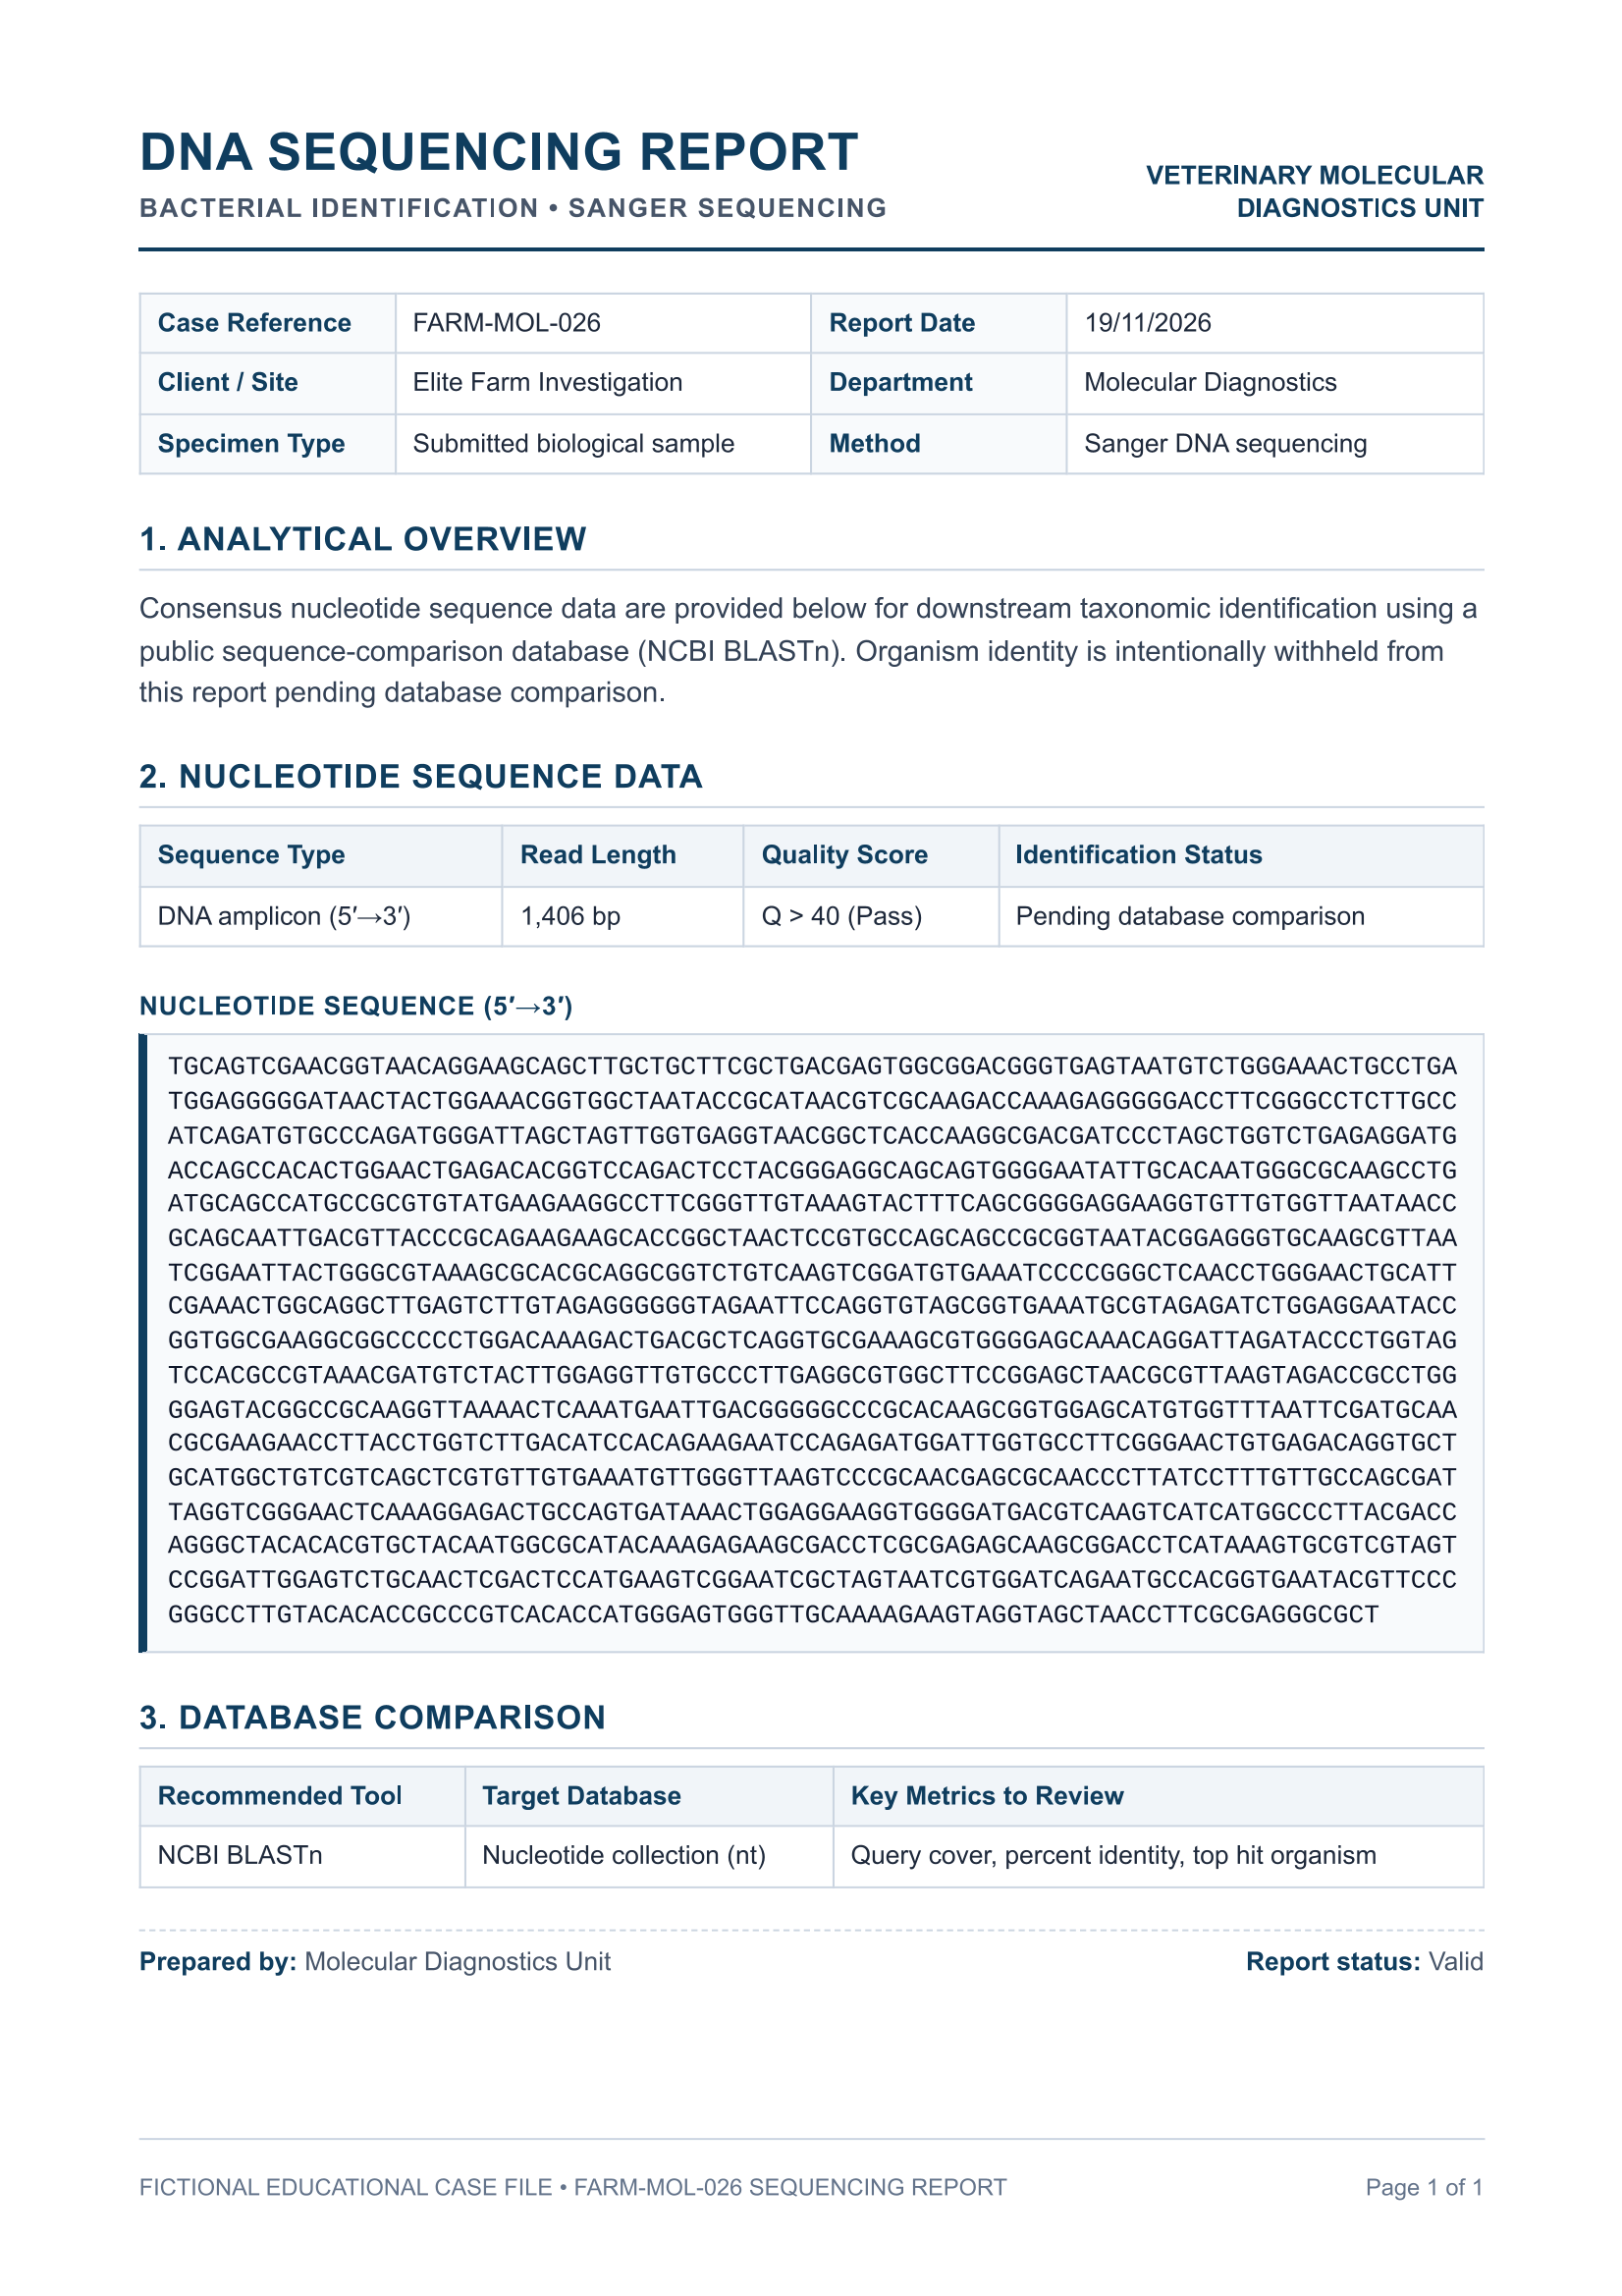 DNA SEQUENCING REPORT
BACTERIAL IDENTIFICATION • SANGER SEQUENCING
VETERINARY MOLECULAR
DIAGNOSTICS UNIT
Case Reference FARM-MOL-026 Report Date 19/11/2026
Client / Site Elite Farm Investigation Department Molecular Diagnostics
Specimen Type Submitted biological sample Method Sanger DNA sequencing
1. ANALYTICAL OVERVIEW
Consensus nucleotide sequence data are provided below for downstream taxonomic identification using a
public sequence-comparison database (NCBI BLASTn). Organism identity is intentionally withheld from
this report pending database comparison.
2. NUCLEOTIDE SEQUENCE DATA
Sequence Type Read Length Quality Score Identification Status
DNA amplicon (5′→3′) 1,406 bp Q > 40 (Pass) Pending database comparison
NUCLEOTIDE SEQUENCE (5′→3′)
TGCAGTCGAACGGTAACAGGAAGCAGCTTGCTGCTTCGCTGACGAGTGGCGGACGGGTGAGTAATGTCTGGGAAACTGCCTGA
TGGAGGGGGATAACTACTGGAAACGGTGGCTAATACCGCATAACGTCGCAAGACCAAAGAGGGGGACCTTCGGGCCTCTTGCC
ATCAGATGTGCCCAGATGGGATTAGCTAGTTGGTGAGGTAACGGCTCACCAAGGCGACGATCCCTAGCTGGTCTGAGAGGATG
ACCAGCCACACTGGAACTGAGACACGGTCCAGACTCCTACGGGAGGCAGCAGTGGGGAATATTGCACAATGGGCGCAAGCCTG
ATGCAGCCATGCCGCGTGTATGAAGAAGGCCTTCGGGTTGTAAAGTACTTTCAGCGGGGAGGAAGGTGTTGTGGTTAATAACC
GCAGCAATTGACGTTACCCGCAGAAGAAGCACCGGCTAACTCCGTGCCAGCAGCCGCGGTAATACGGAGGGTGCAAGCGTTAA
TCGGAATTACTGGGCGTAAAGCGCACGCAGGCGGTCTGTCAAGTCGGATGTGAAATCCCCGGGCTCAACCTGGGAACTGCATT
CGAAACTGGCAGGCTTGAGTCTTGTAGAGGGGGGTAGAATTCCAGGTGTAGCGGTGAAATGCGTAGAGATCTGGAGGAATACC
GGTGGCGAAGGCGGCCCCCTGGACAAAGACTGACGCTCAGGTGCGAAAGCGTGGGGAGCAAACAGGATTAGATACCCTGGTAG
TCCACGCCGTAAACGATGTCTACTTGGAGGTTGTGCCCTTGAGGCGTGGCTTCCGGAGCTAACGCGTTAAGTAGACCGCCTGG
GGAGTACGGCCGCAAGGTTAAAACTCAAATGAATTGACGGGGGCCCGCACAAGCGGTGGAGCATGTGGTTTAATTCGATGCAA
CGCGAAGAACCTTACCTGGTCTTGACATCCACAGAAGAATCCAGAGATGGATTGGTGCCTTCGGGAACTGTGAGACAGGTGCT
GCATGGCTGTCGTCAGCTCGTGTTGTGAAATGTTGGGTTAAGTCCCGCAACGAGCGCAACCCTTATCCTTTGTTGCCAGCGAT
TAGGTCGGGAACTCAAAGGAGACTGCCAGTGATAAACTGGAGGAAGGTGGGGATGACGTCAAGTCATCATGGCCCTTACGACC
AGGGCTACACACGTGCTACAATGGCGCATACAAAGAGAAGCGACCTCGCGAGAGCAAGCGGACCTCATAAAGTGCGTCGTAGT
CCGGATTGGAGTCTGCAACTCGACTCCATGAAGTCGGAATCGCTAGTAATCGTGGATCAGAATGCCACGGTGAATACGTTCCC
GGGCCTTGTACACACCGCCCGTCACACCATGGGAGTGGGTTGCAAAAGAAGTAGGTAGCTAACCTTCGCGAGGGCGCT
3. DATABASE COMPARISON
Recommended Tool Target Database Key Metrics to Review
NCBI BLASTn Nucleotide collection (nt) Query cover, percent identity, top hit organism
Prepared by: Molecular Diagnostics Unit Report status: Valid
FICTIONAL EDUCATIONAL CASE FILE • FARM-MOL-026 SEQUENCING REPORT Page 1 of 1